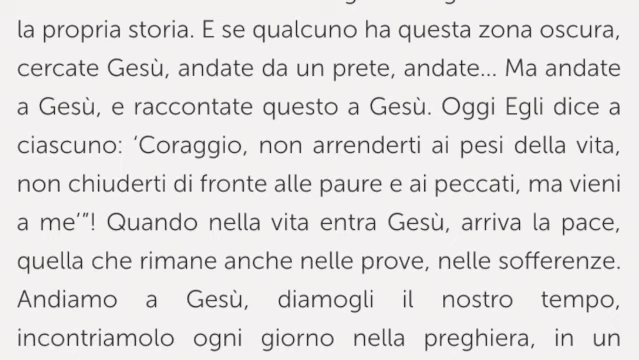 la propria storia. E se qualcuno ha questa zona oscura,
cercate Gesù, andate da un prete, andate... Ma andate
a Gesù, e raccontate questo a Gesù. Oggi Egli dice a
ciascuno: ‘Coraggio, non arrenderti ai pesi della vita,
non chiuderti di fronte alle paure e ai peccati, ma vieni
a me’”! Quando nella vita entra Gesù, arriva la pace,
quella che rimane anche nelle prove, nelle sofferenze.
Andiamo a Gesù, diamogli il nostro tempo,
incontriamolo ogni giorno nella preghiera, in un